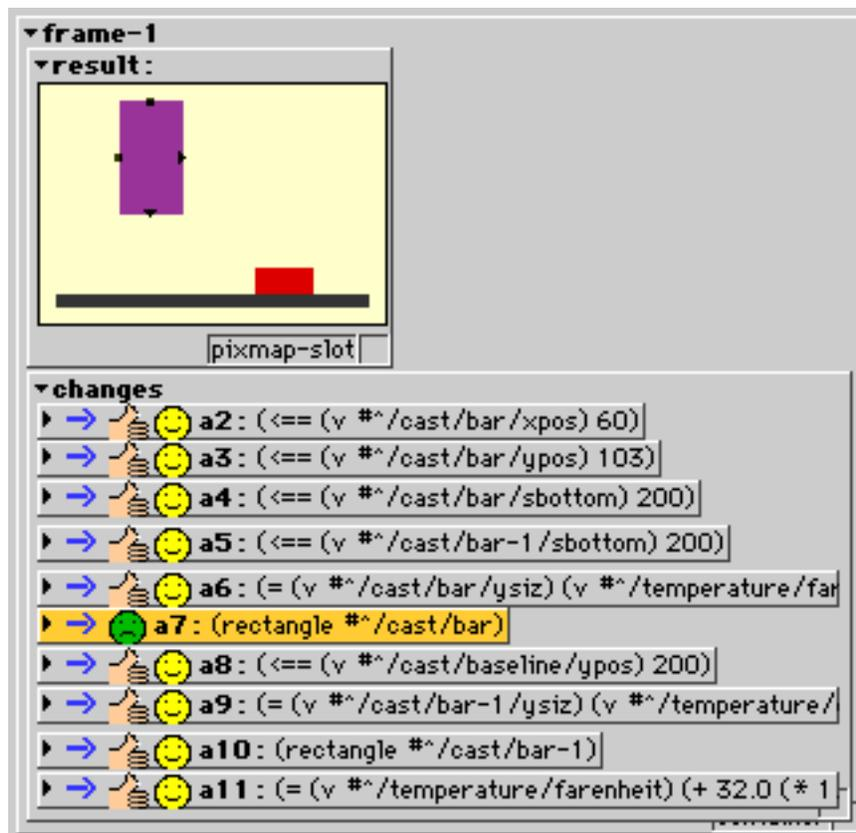 frame-1
result:
pixmap-slot
changes
a2: (<== (v #^/cast/bar/xpos) 60)
a3: (<== (v #^/cast/bar/ypos) 103)
a4: (<== (v #^/cast/bar/sbottom) 200)
a5: (<== (v #^/cast/bar-1/sbottom) 200)
a6: (= (v #^/cast/bar/ysiz) (v #^/temperature/far
a7: (rectangle #^/cast/bar)
a8: (<== (v #^/cast/baseline/ypos) 200)
a9: (= (v #^/cast/bar-1/ysiz) (v #^/temperature/
a10: (rectangle #^/cast/bar-1)
a11: (= (v #^/temperature/farenheit) (+ 32.0 (* 1